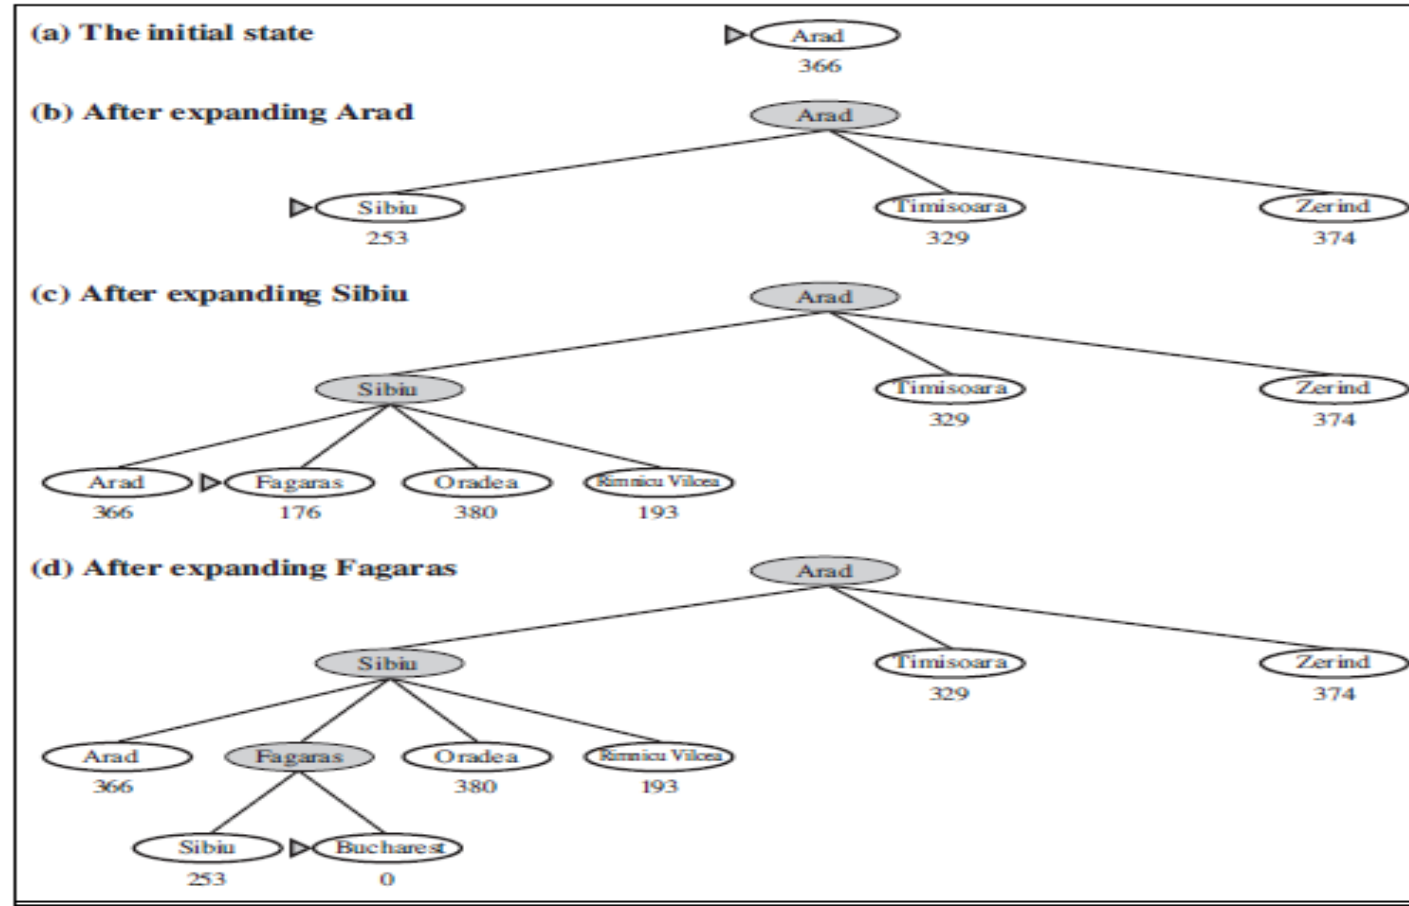 (a) The initial state
Arad
366
(b) After expanding Arad
Arad
Sibiu Timisoara Zerind
253 329 374
(c) After expanding Sibiu
Arad
Sibiu Timisoara Zerind
329 374
Arad Fagaras Oradea Rimnicu Vilcea
366 176 380 193
(d) After expanding Fagaras
Arad
Sibiu Timisoara Zerind
329 374
Arad Fagaras Oradea Rimnicu Vilcea
366 380 193
Sibiu Bucharest
253 0